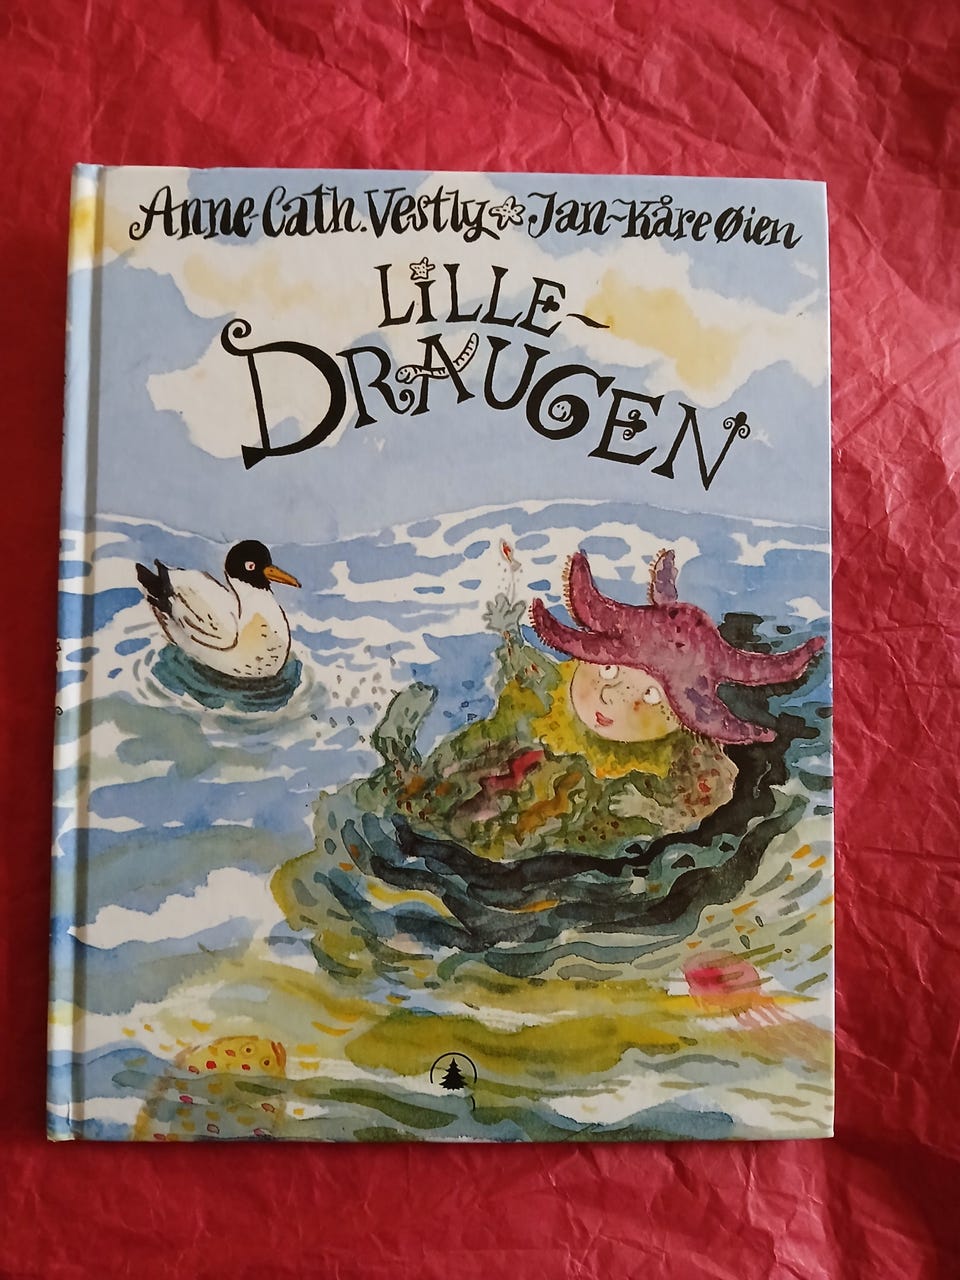 Anne-Cath. Vestly Jan-Kåre Øien
LILLE-
DRAUGEN